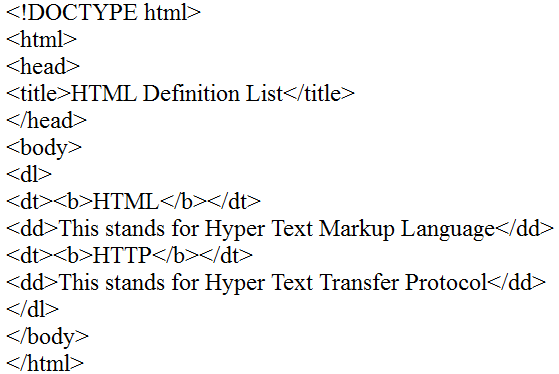 <!DOCTYPE html>
<html>
<head>
<title>HTML Definition List</title>
</head>
<body>
<dl>
<dt><b>HTML</b></dt>
<dd>This stands for Hyper Text Markup Language</dd>
<dt><b>HTTP</b></dt>
<dd>This stands for Hyper Text Transfer Protocol</dd>
</dl>
</body>
</html>